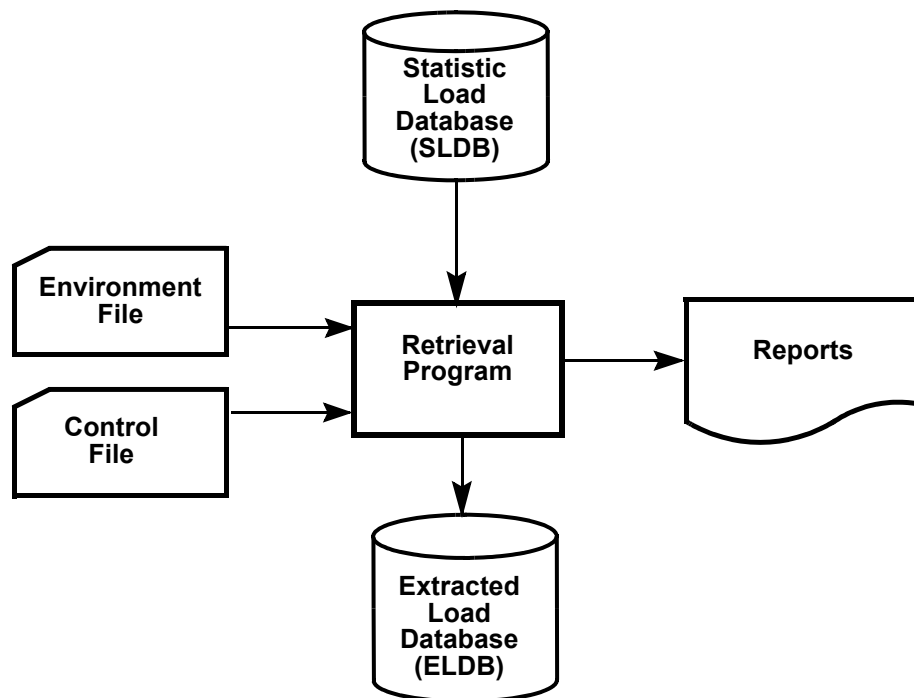 Statistic
Load
Database
(SLDB)
Environment
File
Retrieval
Program
Reports
Control
File
Extracted
Load
Database
(ELDB)